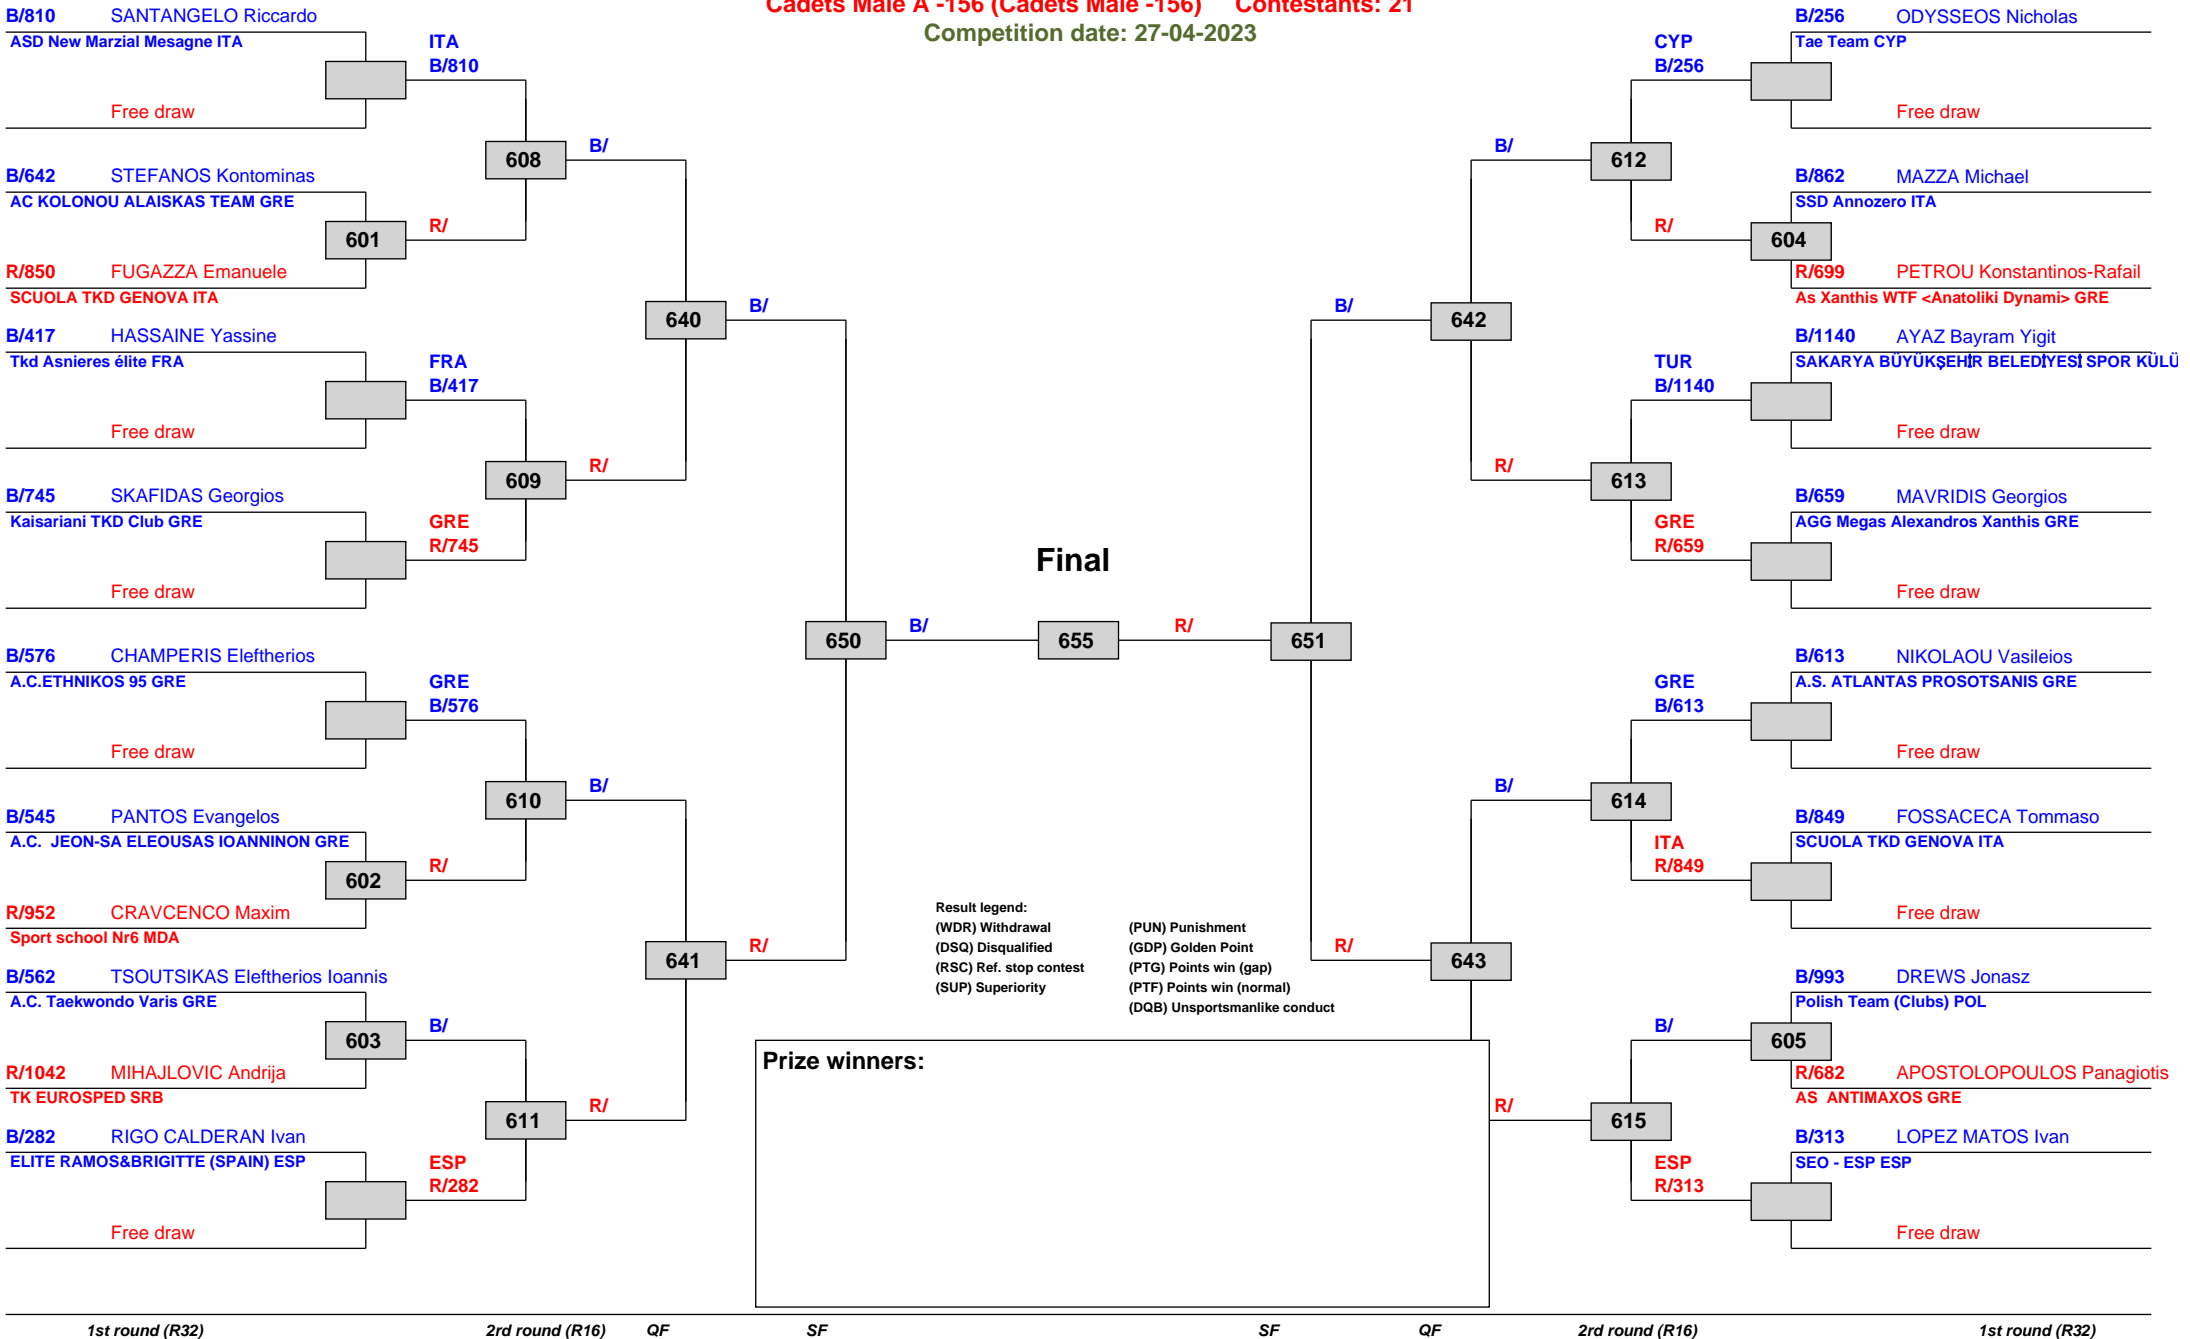 Cadets Male A -156 (Cadets Male -156) Contestants: 21
Competition date: 27-04-2023
B/810 SANTANGELO Riccardo
ASD New Marzial Mesagne ITA
Free draw
ITA
B/810
B/642 STEFANOS Kontominas
AC KOLONOU ALAISKAS TEAM GRE
601
R/850 FUGAZZA Emanuele
SCUOLA TKD GENOVA ITA
R/
608
B/
B/417 HASSAINE Yassine
Tkd Asnieres élite FRA
Free draw
FRA
B/417
B/745 SKAFIDAS Georgios
Kaisariani TKD Club GRE
Free draw
GRE
R/745
609
R/
640
B/
B/576 CHAMPERIS Eleftherios
A.C.ETHNIKOS 95 GRE
Free draw
GRE
B/576
B/545 PANTOS Evangelos
A.C. JEON-SA ELEOUSAS IOANNINON GRE
602
R/952 CRAVCENCO Maxim
Sport school Nr6 MDA
R/
610
B/
B/562 TSOUTSIKAS Eleftherios Ioannis
A.C. Taekwondo Varis GRE
603
R/1042 MIHAJLOVIC Andrija
TK EUROSPED SRB
B/
B/282 RIGO CALDERAN Ivan
ELITE RAMOS&BRIGITTE (SPAIN) ESP
Free draw
ESP
R/282
611
R/
641
R/
650
B/
Final
655
R/
651
B/256 ODYSSEOS Nicholas
Tae Team CYP
Free draw
CYP
B/256
B/862 MAZZA Michael
SSD Annozero ITA
604
R/699 PETROU Konstantinos-Rafail
As Xanthis WTF <Anatoliki Dynami> GRE
R/
612
B/
B/1140 AYAZ Bayram Yigit
SAKARYA BÜYÜKŞEHİR BELEDİYESİ SPOR KÜLÜ
Free draw
TUR
B/1140
B/659 MAVRIDIS Georgios
AGG Megas Alexandros Xanthis GRE
Free draw
GRE
R/659
613
R/
642
B/
B/613 NIKOLAOU Vasileios
A.S. ATLANTAS PROSOTSANIS GRE
Free draw
GRE
B/613
B/849 FOSSACECA Tommaso
SCUOLA TKD GENOVA ITA
Free draw
ITA
R/849
614
B/
B/993 DREWS Jonasz
Polish Team (Clubs) POL
605
R/682 APOSTOLOPOULOS Panagiotis
AS ANTIMAXOS GRE
B/
B/313 LOPEZ MATOS Ivan
SEO - ESP ESP
Free draw
ESP
R/313
615
R/
643
R/
Result legend:
(WDR) Withdrawal (PUN) Punishment
(DSQ) Disqualified (GDP) Golden Point
(RSC) Ref. stop contest (PTG) Points win (gap)
(SUP) Superiority (PTF) Points win (normal)
(DQB) Unsportsmanlike conduct
Prize winners:
1st round (R32) 2rd round (R16) QF SF SF QF 2rd round (R16) 1st round (R32)